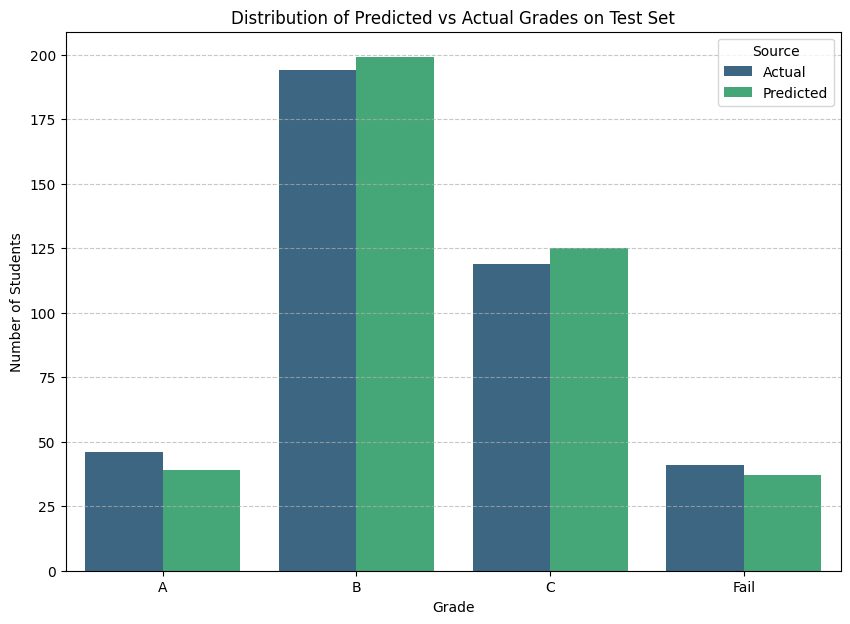 Distribution of Predicted vs Actual Grades on Test Set
Source
Actual
Predicted
200
175
150
125
100
75
50
25
0
Number of Students
A B C Fail
Grade